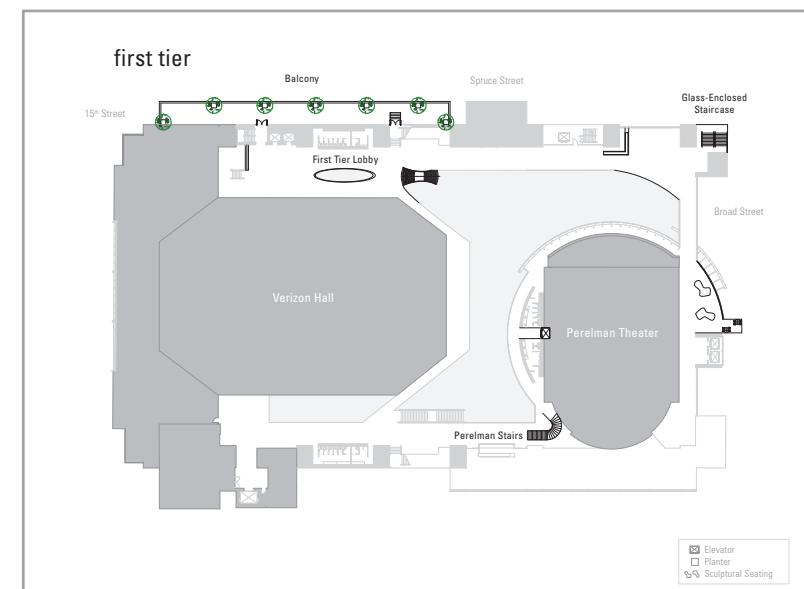 first tier
Balcony
Spruce Street
Glass-Enclosed
Staircase
15th Street
First Tier Lobby
Broad Street
Verizon Hall
Perelman Theater
Perelman Stairs
Elevator
Planter
Sculptural Seating